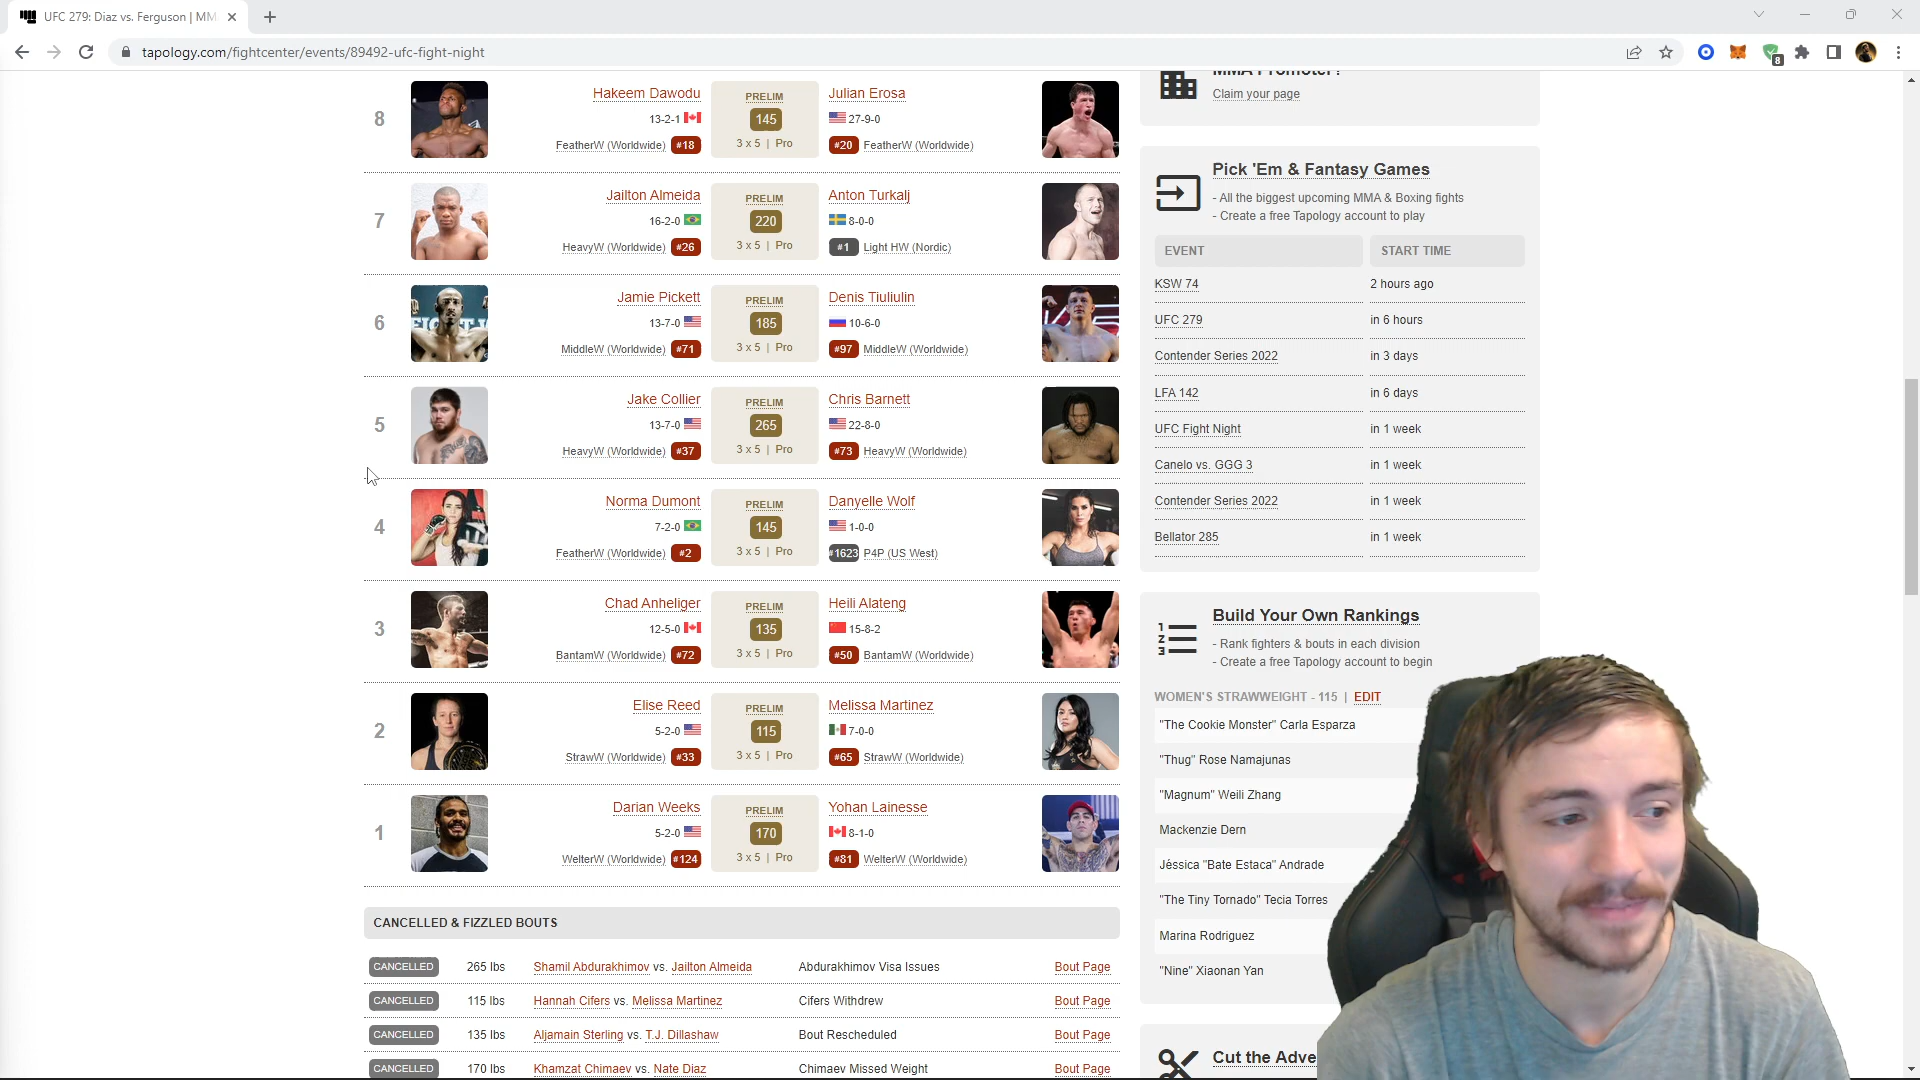 UFC 279: Diaz vs. Ferguson | MM
tapology.com/fightcenter/events/89492-ufc-fight-night
8
8
Hakeem Dawodu
13-2-1
FeatherW (Worldwide) #18
PRELIM
145
3 x 5 | Pro
Julian Erosa
27-9-0
#20 FeatherW (Worldwide)
7
Jailton Almeida
16-2-0
HeavyW (Worldwide) #26
PRELIM
220
3 x 5 | Pro
Anton Turkalj
8-0-0
#1 Light HW (Nordic)
6
Jamie Pickett
13-7-0
MiddleW (Worldwide) #71
PRELIM
185
3 x 5 | Pro
Denis Tiuliulin
10-6-0
#97 MiddleW (Worldwide)
5
Jake Collier
13-7-0
HeavyW (Worldwide) #37
PRELIM
265
3 x 5 | Pro
Chris Barnett
22-8-0
#73 HeavyW (Worldwide)
4
Norma Dumont
7-2-0
FeatherW (Worldwide) #2
PRELIM
145
3 x 5 | Pro
Danyelle Wolf
1-0-0
#1623 P4P (US West)
3
Chad Anheliger
12-5-0
BantamW (Worldwide) #72
PRELIM
135
3 x 5 | Pro
Heili Alateng
15-8-2
#50 BantamW (Worldwide)
2
Elise Reed
5-2-0
StrawW (Worldwide) #33
PRELIM
115
3 x 5 | Pro
Melissa Martinez
7-0-0
#65 StrawW (Worldwide)
1
Darian Weeks
5-2-0
WelterW (Worldwide) #124
PRELIM
170
3 x 5 | Pro
Yohan Lainesse
8-1-0
#81 WelterW (Worldwide)
CANCELLED & FIZZLED BOUTS
CANCELLED 265 lbs Shamil Abdurakhimov vs. Jailton Almeida Abdurakhimov Visa Issues Bout Page
CANCELLED 115 lbs Hannah Cifers vs. Melissa Martinez Cifers Withdrew Bout Page
CANCELLED 135 lbs Aljamain Sterling vs. T.J. Dillashaw Bout Rescheduled Bout Page
CANCELLED 170 lbs Khamzat Chimaev vs. Nate Diaz Chimaev Missed Weight Bout Page
MMA Promoter?
Claim your page
Pick 'Em & Fantasy Games
- All the biggest upcoming MMA & Boxing fights
- Create a free Tapology account to play
EVENT START TIME
KSW 74 2 hours ago
UFC 279 in 6 hours
Contender Series 2022 in 3 days
LFA 142 in 6 days
UFC Fight Night in 1 week
Canelo vs. GGG 3 in 1 week
Contender Series 2022 in 1 week
Bellator 285 in 1 week
Build Your Own Rankings
- Rank fighters & bouts in each division
- Create a free Tapology account to begin
WOMEN'S STRAWWEIGHT - 115 | EDIT
"The Cookie Monster" Carla Esparza
"Thug" Rose Namajunas
"Magnum" Weili Zhang
Mackenzie Dern
Jéssica "Bate Estaca" Andrade
"The Tiny Tornado" Tecia Torres
Marina Rodriguez
"Nine" Xiaonan Yan
Cut the Adve